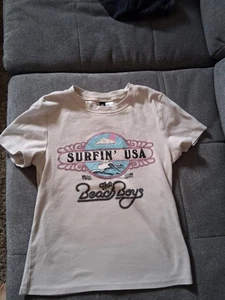 SURFIN' USA
The
Beach Boys